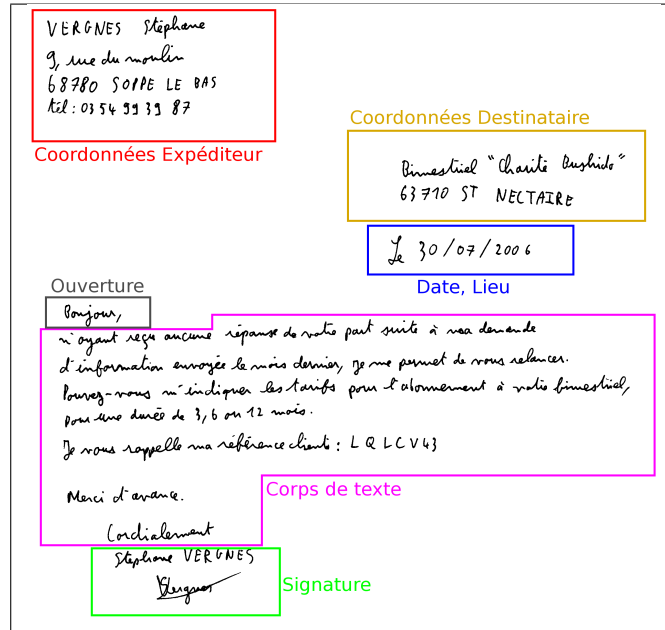 VERGNES Stéphane
9, rue du moulin
68780 SOPPE LE BAS
tél : 03 54 99 39 87
Coordonnées Expéditeur
Coordonnées Destinataire
Bimestriel "Charité Bushido"
63710 ST NECTAIRE
Le 30/07/2006
Date, Lieu
Ouverture
Bonjour,
n'ayant reçu aucune réponse de votre part suite à ma demande
d'information envoyée le mois dernier, je me permet de vous relancer.
Pouvez-vous m'indiquer les tarifs pour l'abonnement à votre bimestriel,
pour une durée de 3, 6 ou 12 mois.
Je vous rappelle ma référence cliente : LQLCV43
Corps de texte
Merci d'avance.
Cordialement
Stéphane VERGNES
Vergnes
Signature